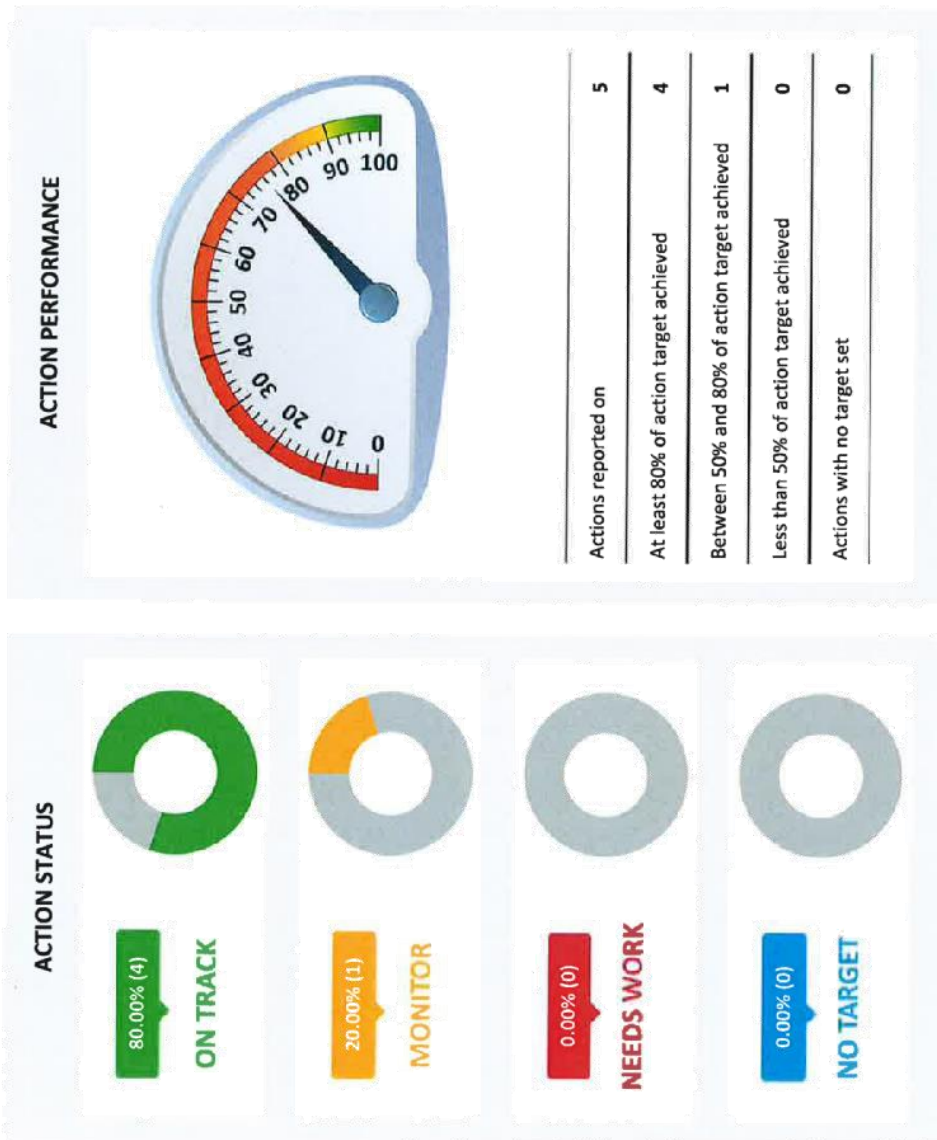 ACTION STATUS
80.00% (4)
ON TRACK
20.00% (1)
MONITOR
0.00% (0)
NEEDS WORK
0.00% (0)
NO TARGET
ACTION PERFORMANCE
0
10
20
30
40
50
60
70
80
90
100
Actions reported on 5
At least 80% of action target achieved 4
Between 50% and 80% of action target achieved 1
Less than 50% of action target achieved 0
Actions with no target set 0